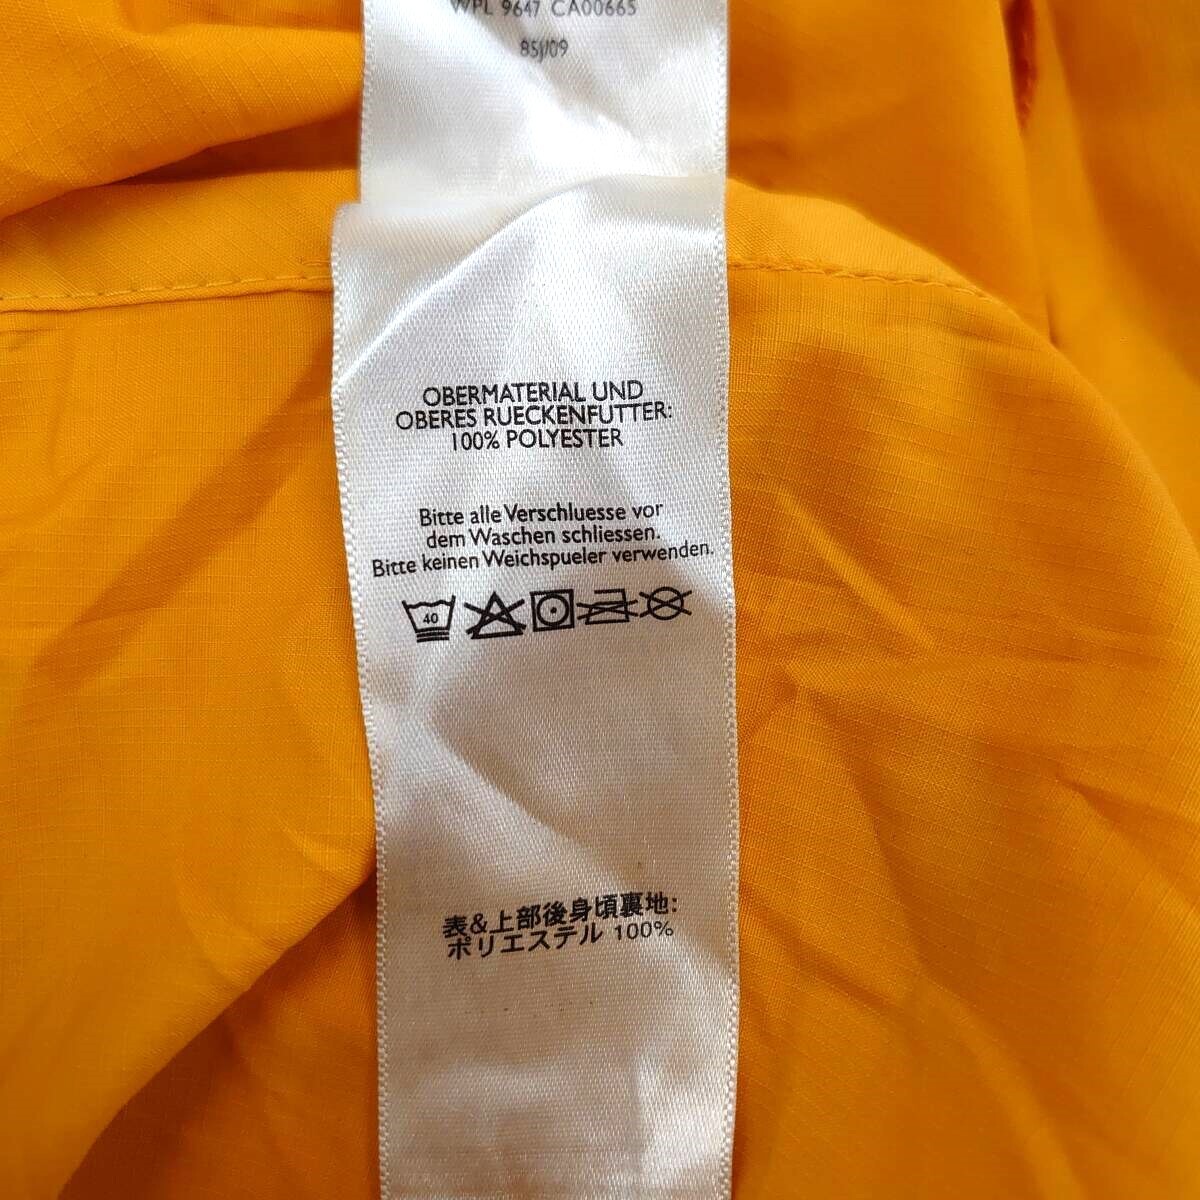 WPL 9647 CA00665
85J/09
OBERMATERIAL UND
OBERES RUECKENFUTTER:
100% POLYESTER
Bitte alle Verschluesse vor
dem Waschen schliessen.
Bitte keinen Weichspueler verwenden.
40
表&上部後身頃裏地:
ポリエステル 100%